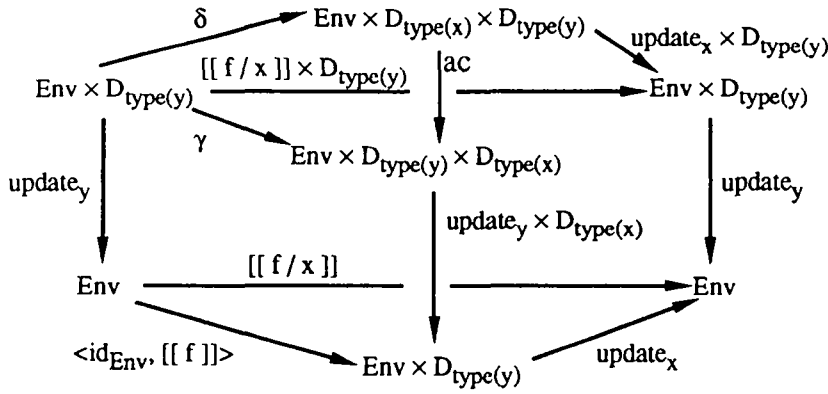 δ
Env × D_type(x) × D_type(y)
update_x × D_type(y)
[[ f / x ]] × D_type(y)
ac
Env × D_type(y)
Env × D_type(y)
γ
Env × D_type(y) × D_type(x)
update_y
update_y × D_type(x)
update_y
[[ f / x ]]
Env
Env
<id_Env, [[ f ]]>
update_x
Env × D_type(y)